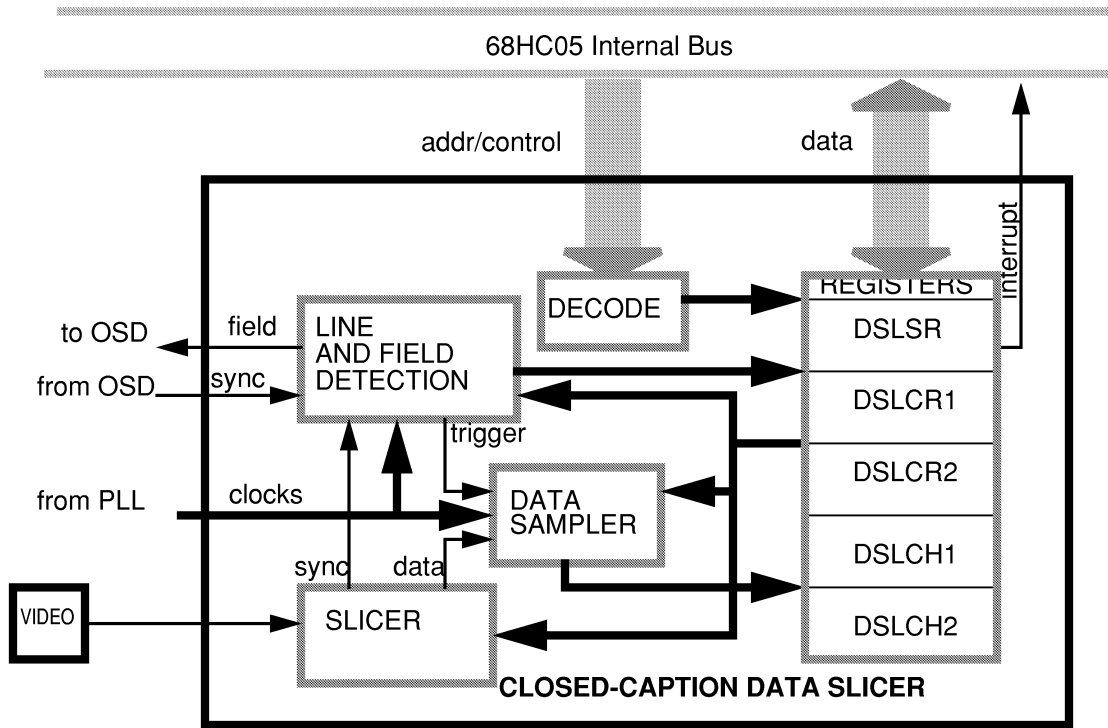 68HC05 Internal Bus
addr/control
data
interrupt
REGISTERS
DECODE
DSLSR
to OSD
field
LINE
AND FIELD
DETECTION
from OSD
sync
DSLCR1
trigger
DSLCR2
from PLL
clocks
DATA
SAMPLER
DSLCH1
sync
data
VIDEO
SLICER
DSLCH2
CLOSED-CAPTION DATA SLICER